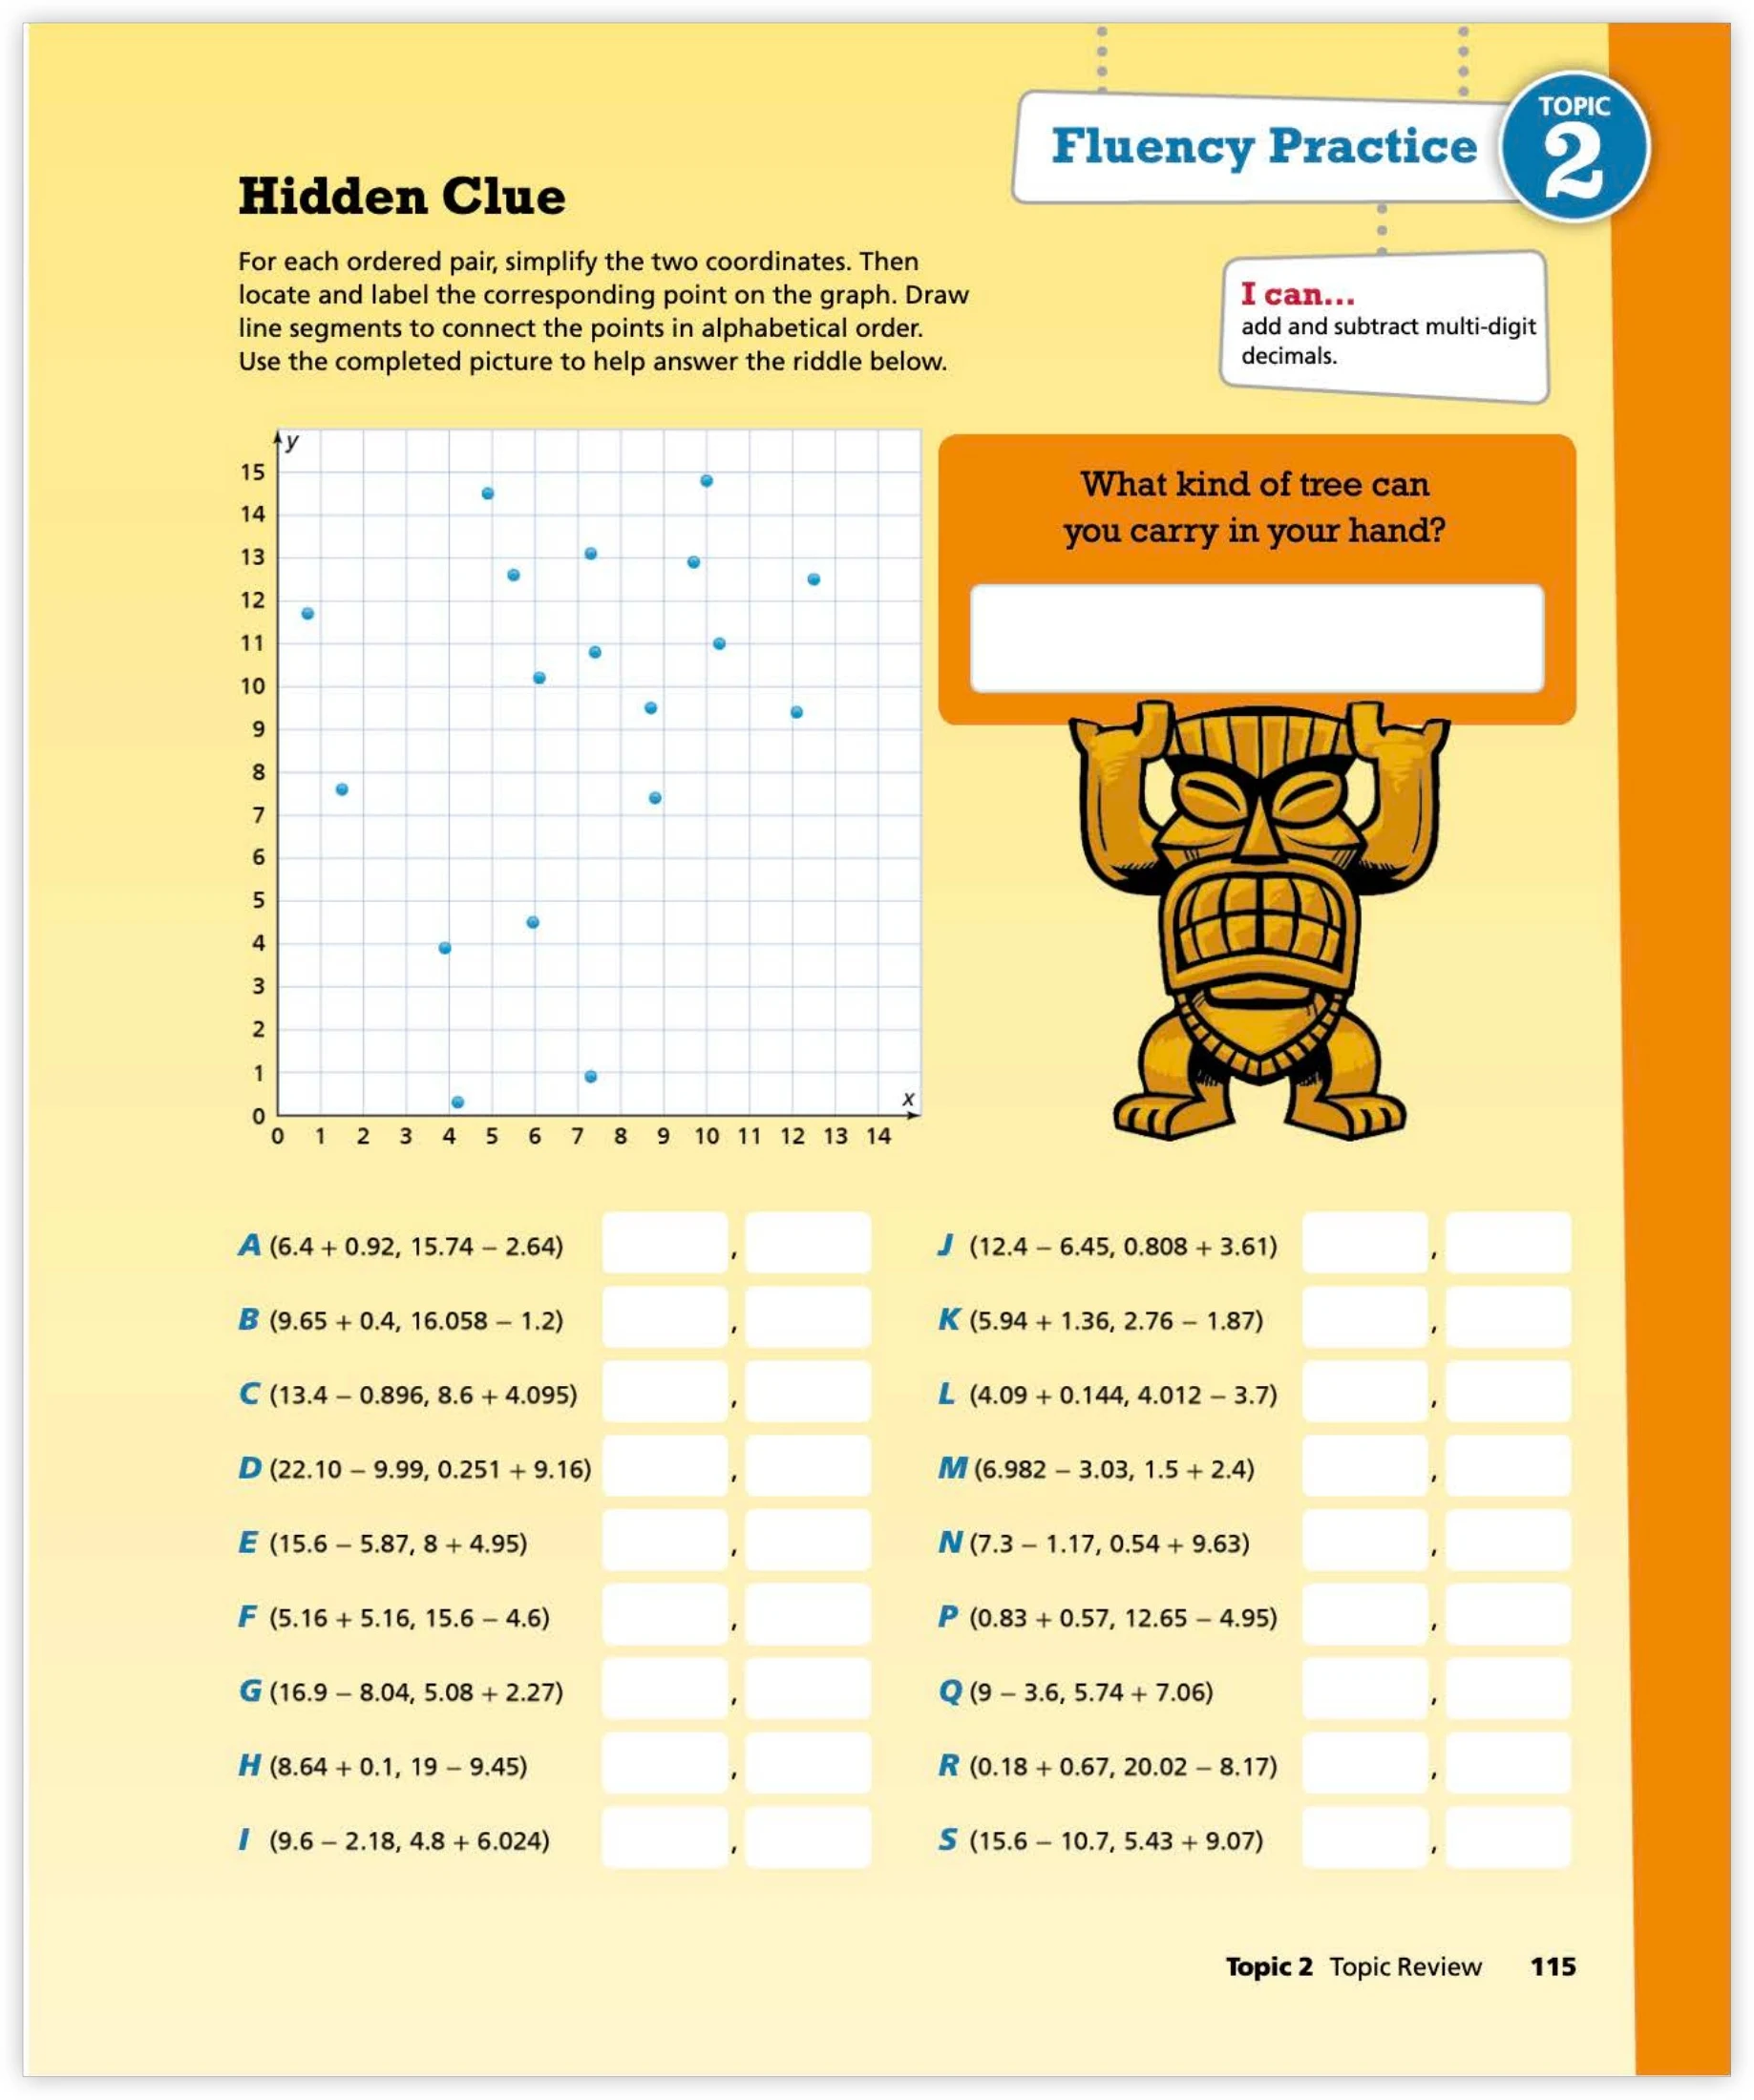 TOPIC
2
Fluency Practice
Hidden Clue
For each ordered pair, simplify the two coordinates. Then
locate and label the corresponding point on the graph. Draw
line segments to connect the points in alphabetical order.
Use the completed picture to help answer the riddle below.
I can...
add and subtract multi-digit
decimals.
y
15
14
13
12
11
10
9
8
7
6
5
4
3
2
1
0
x
0 1 2 3 4 5 6 7 8 9 10 11 12 13 14
What kind of tree can
you carry in your hand?
A (6.4 + 0.92, 15.74 − 2.64) ,
B (9.65 + 0.4, 16.058 − 1.2) ,
C (13.4 − 0.896, 8.6 + 4.095) ,
D (22.10 − 9.99, 0.251 + 9.16) ,
E (15.6 − 5.87, 8 + 4.95) ,
F (5.16 + 5.16, 15.6 − 4.6) ,
G (16.9 − 8.04, 5.08 + 2.27) ,
H (8.64 + 0.1, 19 − 9.45) ,
I (9.6 − 2.18, 4.8 + 6.024) ,
J (12.4 − 6.45, 0.808 + 3.61) ,
K (5.94 + 1.36, 2.76 − 1.87) ,
L (4.09 + 0.144, 4.012 − 3.7) ,
M (6.982 − 3.03, 1.5 + 2.4) ,
N (7.3 − 1.17, 0.54 + 9.63) ,
P (0.83 + 0.57, 12.65 − 4.95) ,
Q (9 − 3.6, 5.74 + 7.06) ,
R (0.18 + 0.67, 20.02 − 8.17) ,
S (15.6 − 10.7, 5.43 + 9.07) ,
Topic 2 Topic Review 115